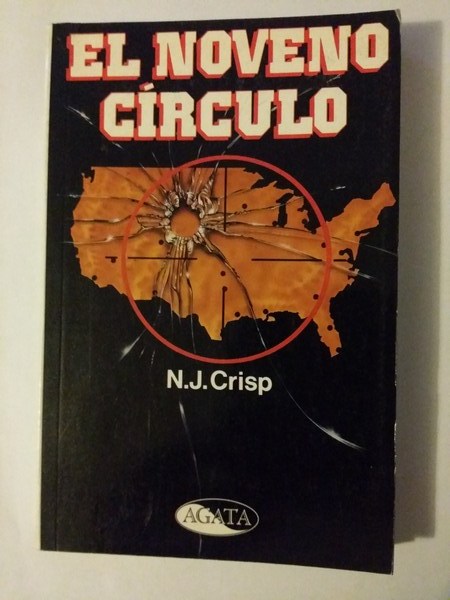 EL NOVENO
CÍRCULO
N.J.Crisp
AGATA